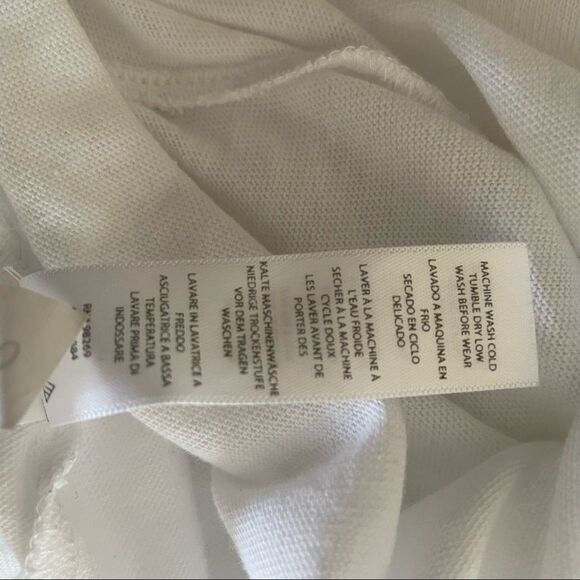 MACHINE WASH COLD
TUMBLE DRY LOW
WASH BEFORE WEAR
LAVADO A MAQUINA EN
FRIO
SECADO EN CICLO
DELICADO
LAVER À LA MACHINE À
L'EAU FROIDE
SECHER À LA MACHINE
CYCLE DOUX
LES LAVER AVANT DE
PORTER DES
KALTE MASCHINENWÄSCHE
NIEDRIGE TROCKENSTUFE
VOR DEM TRAGEN
WASCHEN
LAVARE IN LAVATRICE A
FREDDO
ASCIUGATRICE A BASSA
TEMPERATURA
LAVARE PRIMA DI
INDOSSARE
98269